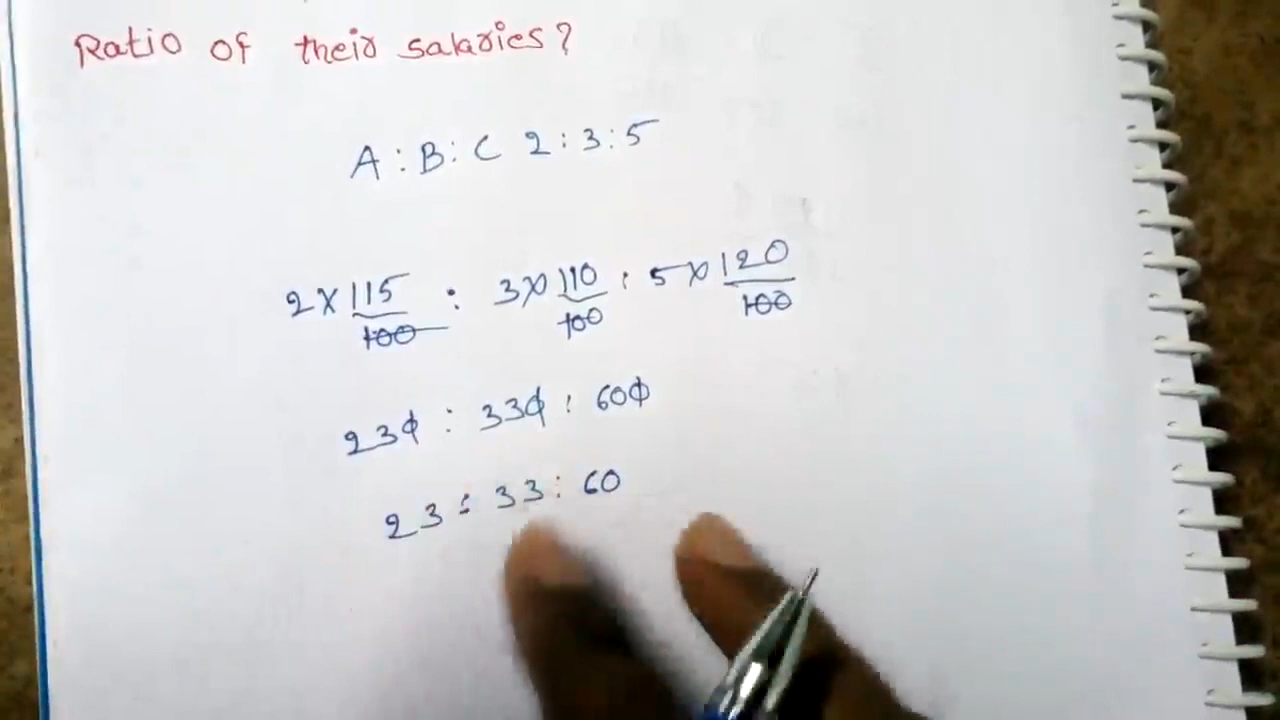 Ratio of their salaries?
A : B : C 2 : 3 : 5
2 × 115/100 : 3 × 110/100 : 5 × 120/100
230 : 330 : 600
23 : 33 : 60